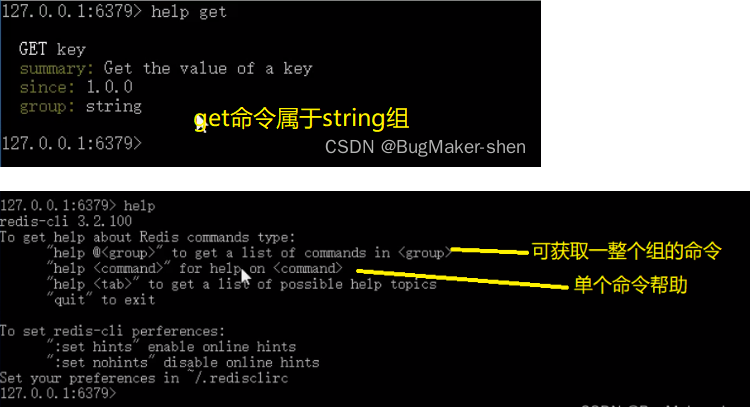 127.0.0.1:6379> help get
GET key
summary: Get the value of a key
since: 1.0.0
group: string
get命令属于string组
127.0.0.1:6379>
CSDN @BugMaker-shen
127.0.0.1:6379> help
redis-cli 3.2.100
To get help about Redis commands type:
"help @<group>" to get a list of commands in <group>
可获取一整个组的命令
"help <command>" for help on <command>
单个命令帮助
"help <tab>" to get a list of possible help topics
"quit" to exit
To set redis-cli perferences:
":set hints" enable online hints
":set nohints" disable online hints
Set your preferences in ~/.redisclirc
127.0.0.1:6379>